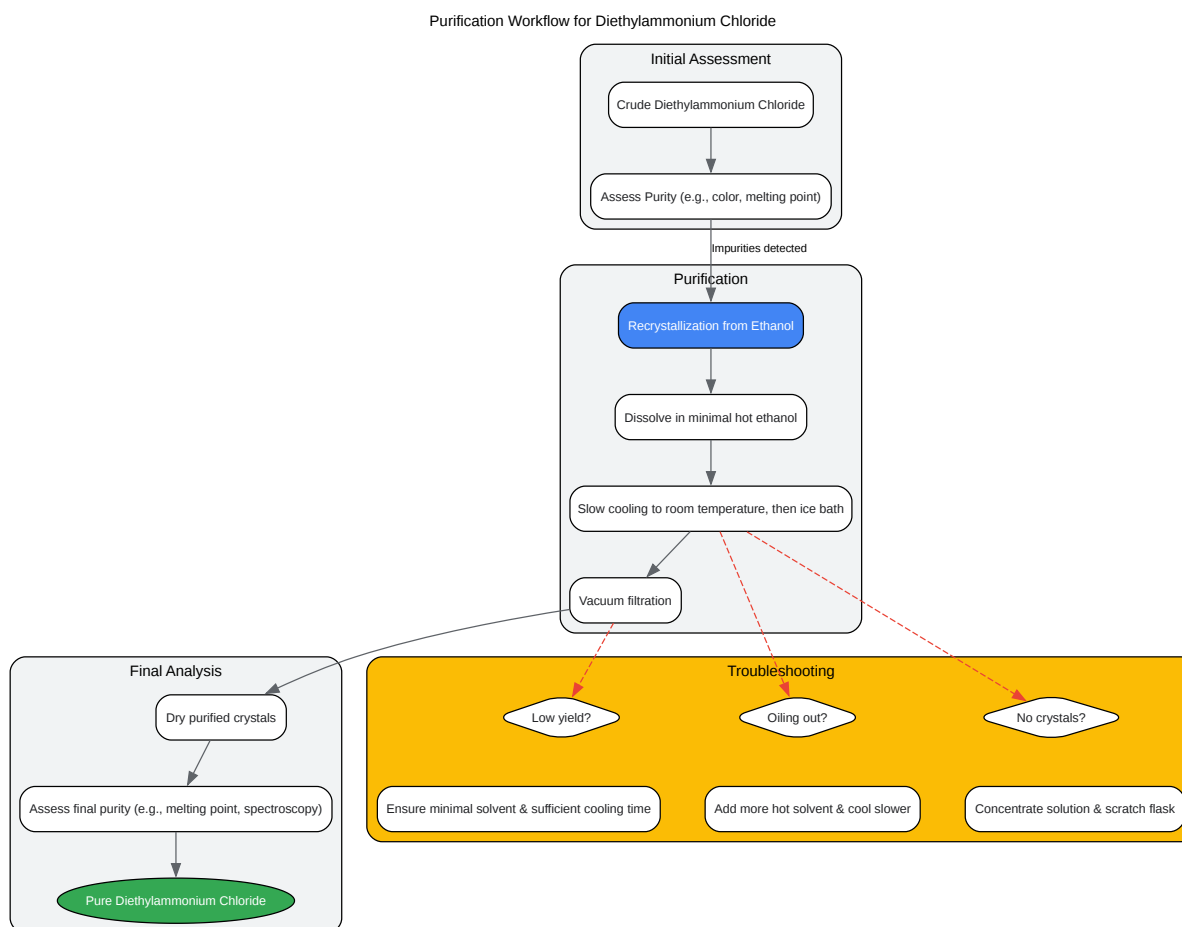 Purification Workflow for Diethylammonium Chloride
Initial Assessment
Crude Diethylammonium Chloride
Assess Purity (e.g., color, melting point)
Impurities detected
Purification
Recrystallization from Ethanol
Dissolve in minimal hot ethanol
Slow cooling to room temperature, then ice bath
Vacuum filtration
Final Analysis
Dry purified crystals
Assess final purity (e.g., melting point, spectroscopy)
Pure Diethylammonium Chloride
Troubleshooting
Low yield?
Oiling out?
No crystals?
Ensure minimal solvent & sufficient cooling time
Add more hot solvent & cool slower
Concentrate solution & scratch flask